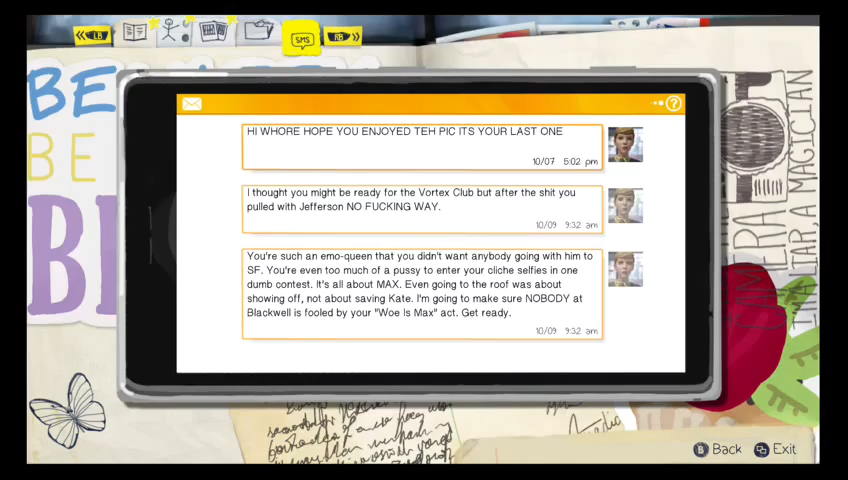 LB
SMS
RB
BE
BE
B
HI WHORE HOPE YOU ENJOYED TEH PIC ITS YOUR LAST ONE
10/07 5:02 pm
I thought you might be ready for the Vortex Club but after the shit you
pulled with Jefferson NO FUCKING WAY.
10/09 9:32 am
You're such an emo-queen that you didn't want anybody going with him to
SF. You're even too much of a pussy to enter your cliche selfies in one
dumb contest. It's all about MAX. Even going to the roof was about
showing off, not about saving Kate. I'm going to make sure NOBODY at
Blackwell is fooled by your "Woe Is Max" act. Get ready.
10/09 9:32 am
A MAGICIAN
B Back
Exit